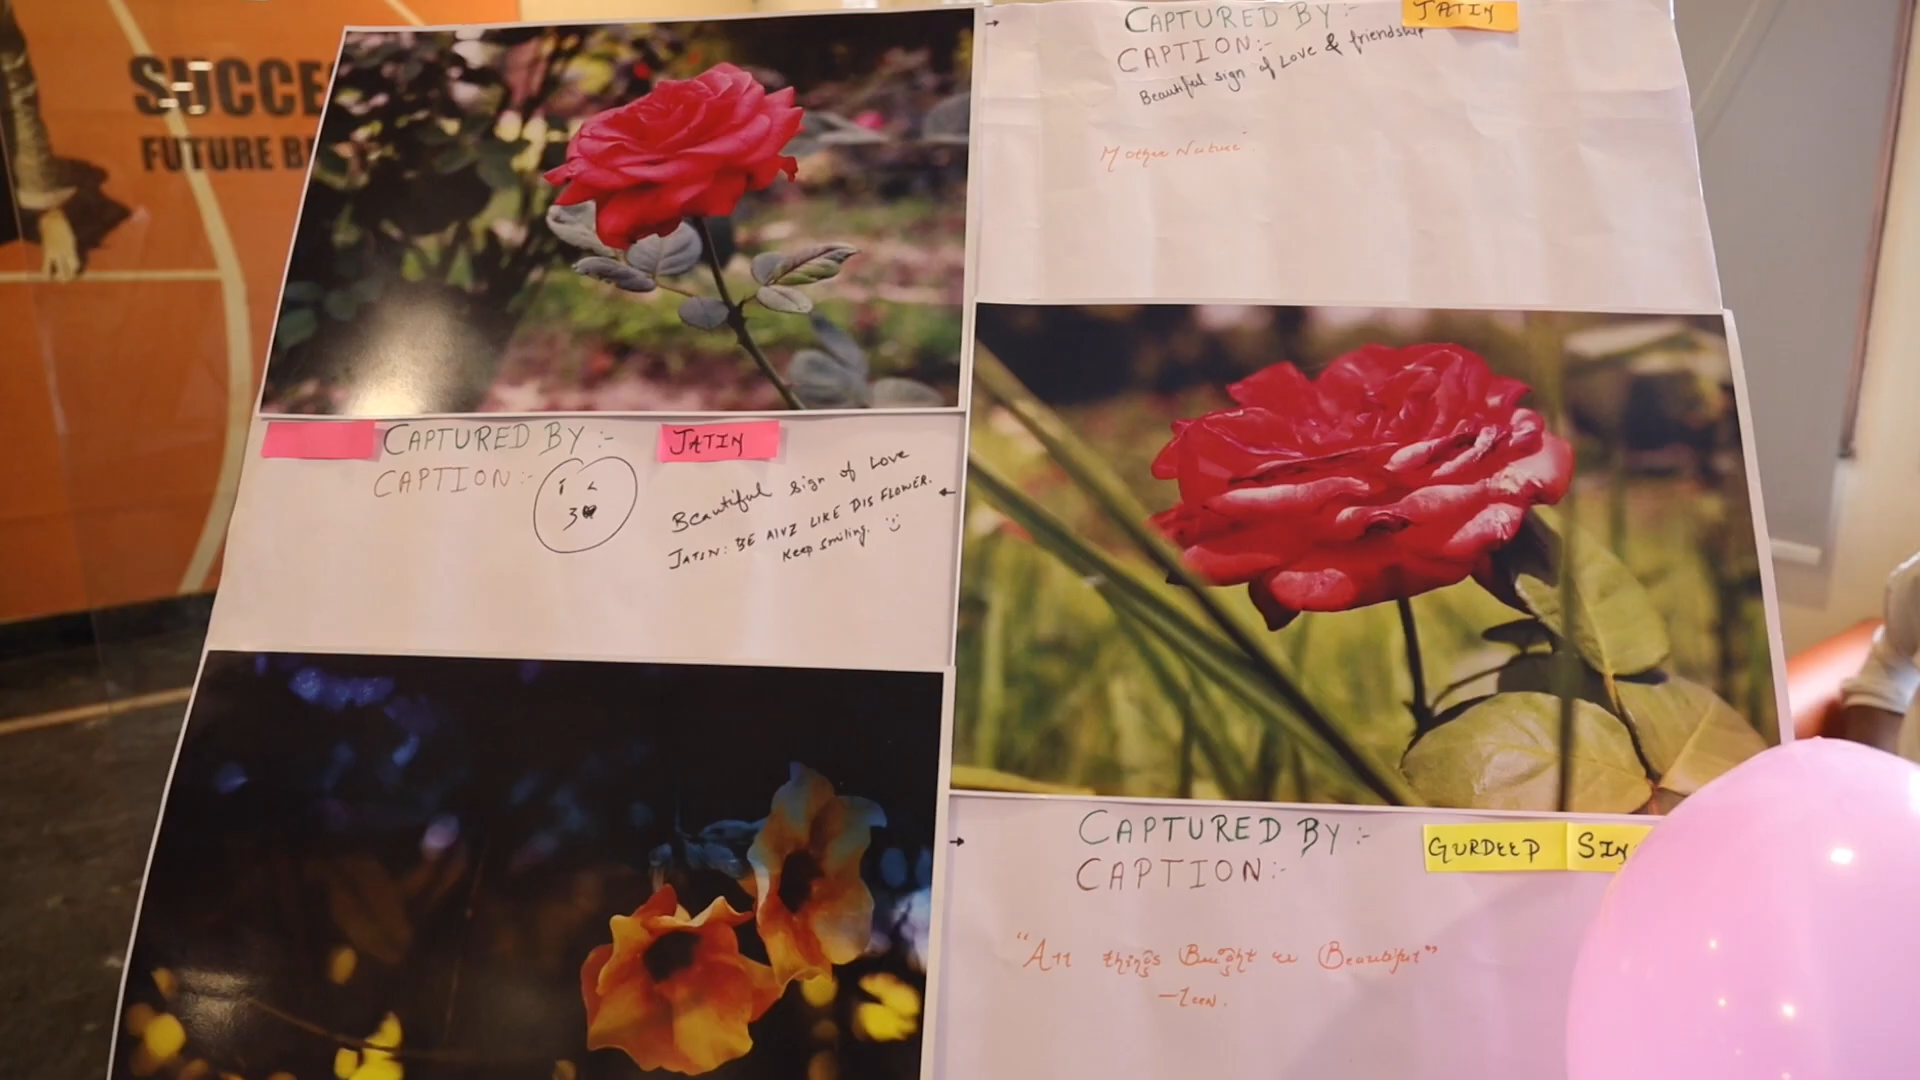 SUCCE
FUTURE B
CAPTURED BY :- JATIN
CAPTION:-
Beautiful sign of Love & friendship
Mother Nature
CAPTURED BY :- JATIN
CAPTION:-
Beautiful sign of Love
JATIN: BE ALVZ LIKE DIS FLOWER.
Keep smiling.
CAPTURED BY :- GURDEEP SIN
CAPTION:-
"All things Bright are Beautiful"